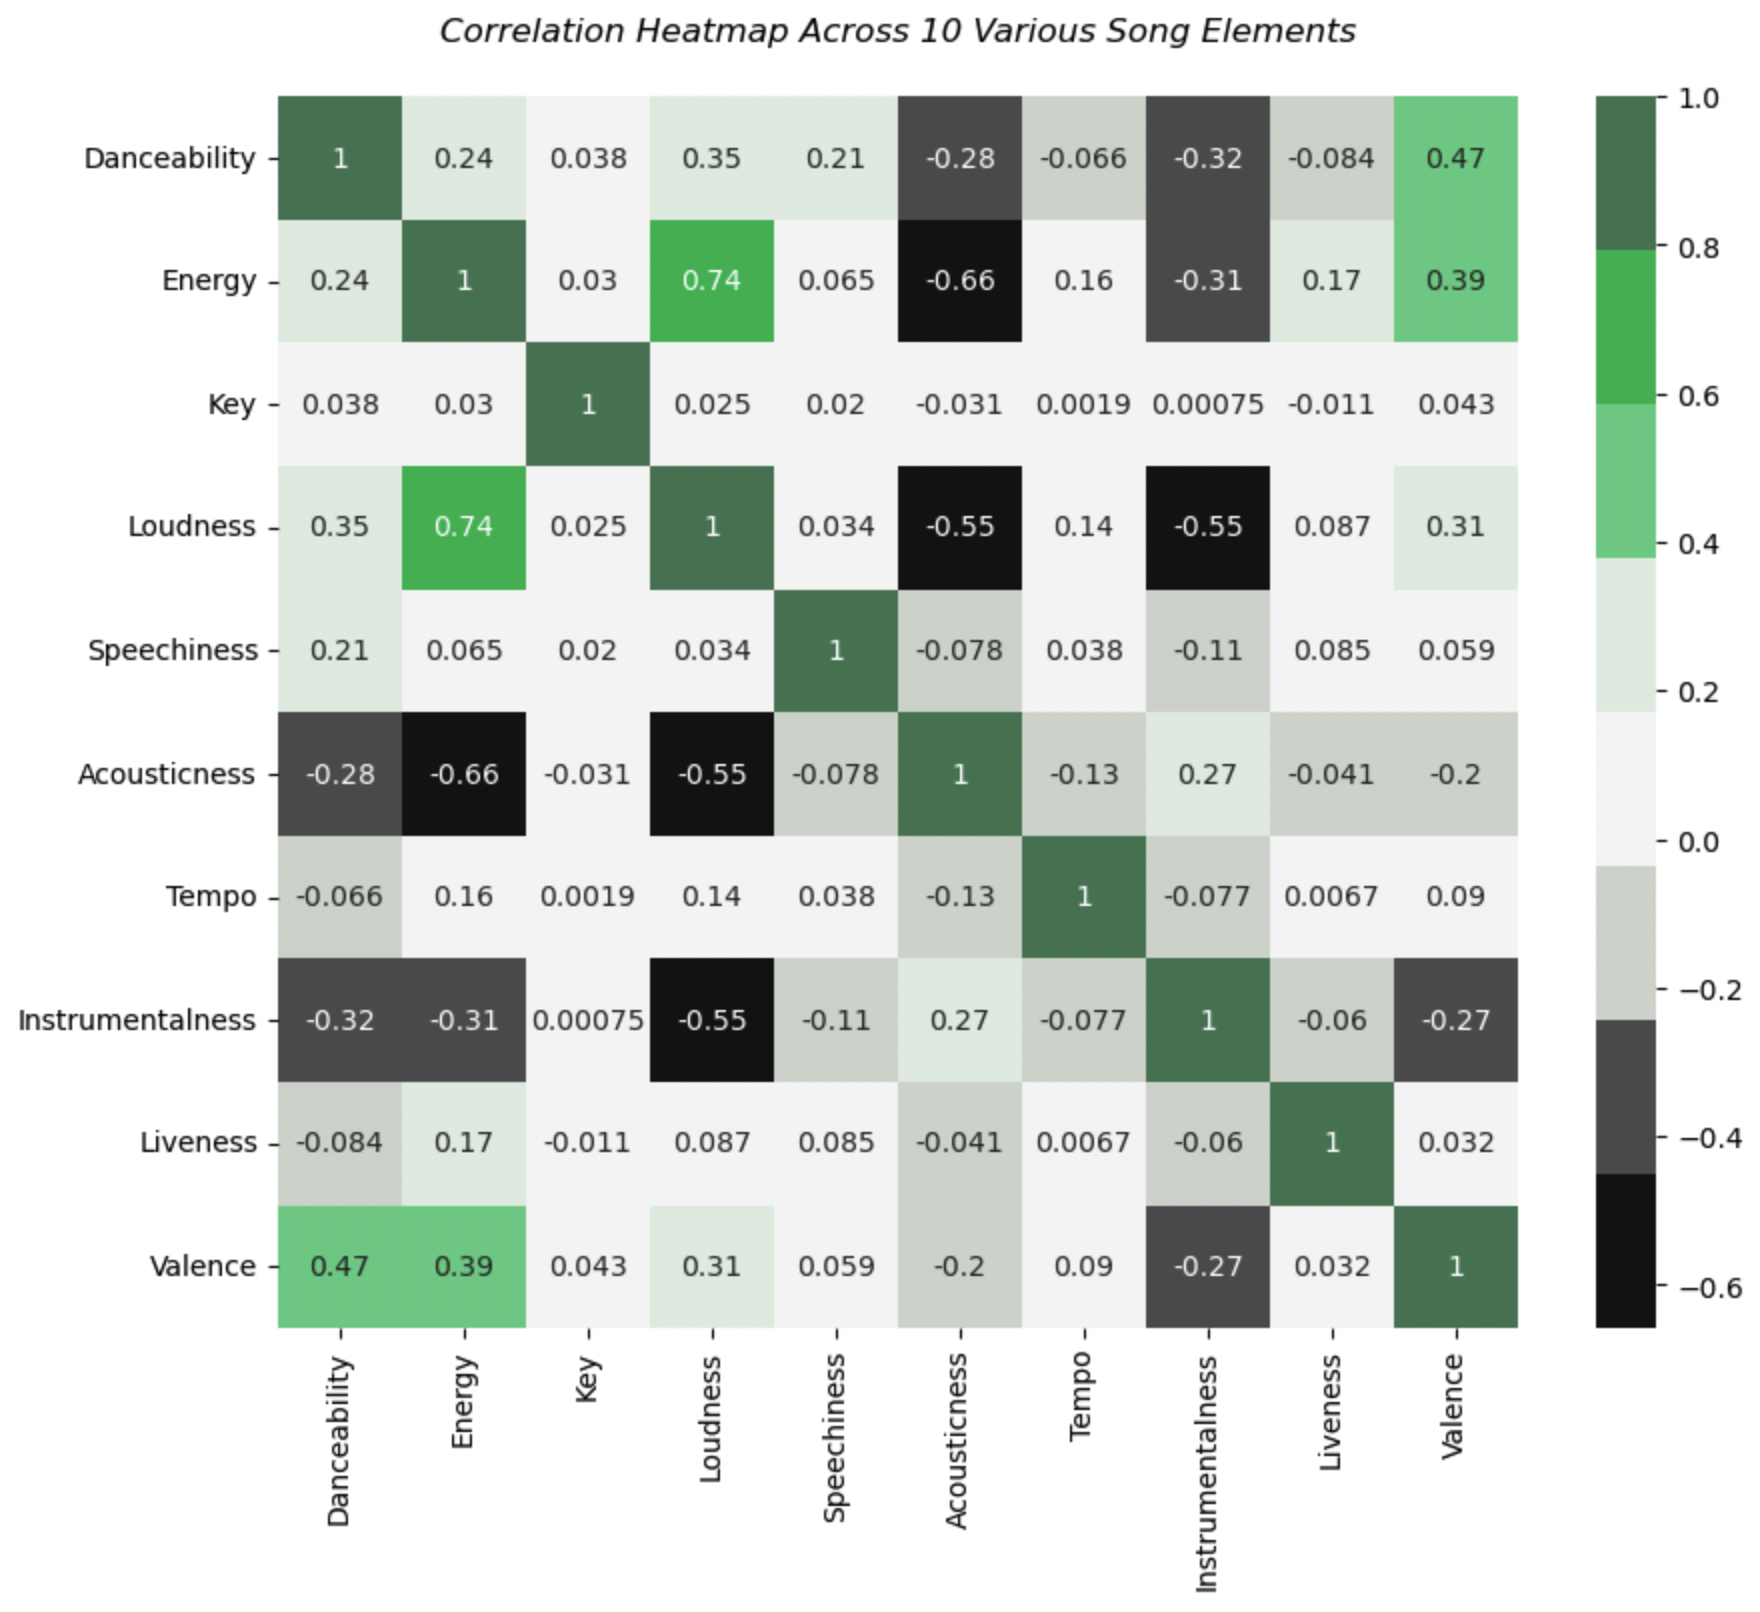 Correlation Heatmap Across 10 Various Song Elements
Danceability 1 0.24 0.038 0.35 0.21 -0.28 -0.066 -0.32 -0.084 0.47
Energy 0.24 1 0.03 0.74 0.065 -0.66 0.16 -0.31 0.17 0.39
Key 0.038 0.03 1 0.025 0.02 -0.031 0.0019 0.00075 -0.011 0.043
Loudness 0.35 0.74 0.025 1 0.034 -0.55 0.14 -0.55 0.087 0.31
Speechiness 0.21 0.065 0.02 0.034 1 -0.078 0.038 -0.11 0.085 0.059
Acousticness -0.28 -0.66 -0.031 -0.55 -0.078 1 -0.13 0.27 -0.041 -0.2
Tempo -0.066 0.16 0.0019 0.14 0.038 -0.13 1 -0.077 0.0067 0.09
Instrumentalness -0.32 -0.31 0.00075 -0.55 -0.11 0.27 -0.077 1 -0.06 -0.27
Liveness -0.084 0.17 -0.011 0.087 0.085 -0.041 0.0067 -0.06 1 0.032
Valence 0.47 0.39 0.043 0.31 0.059 -0.2 0.09 -0.27 0.032 1
Danceability
Energy
Key
Loudness
Speechiness
Acousticness
Tempo
Instrumentalness
Liveness
Valence
1.0
0.8
0.6
0.4
0.2
0.0
−0.2
−0.4
−0.6